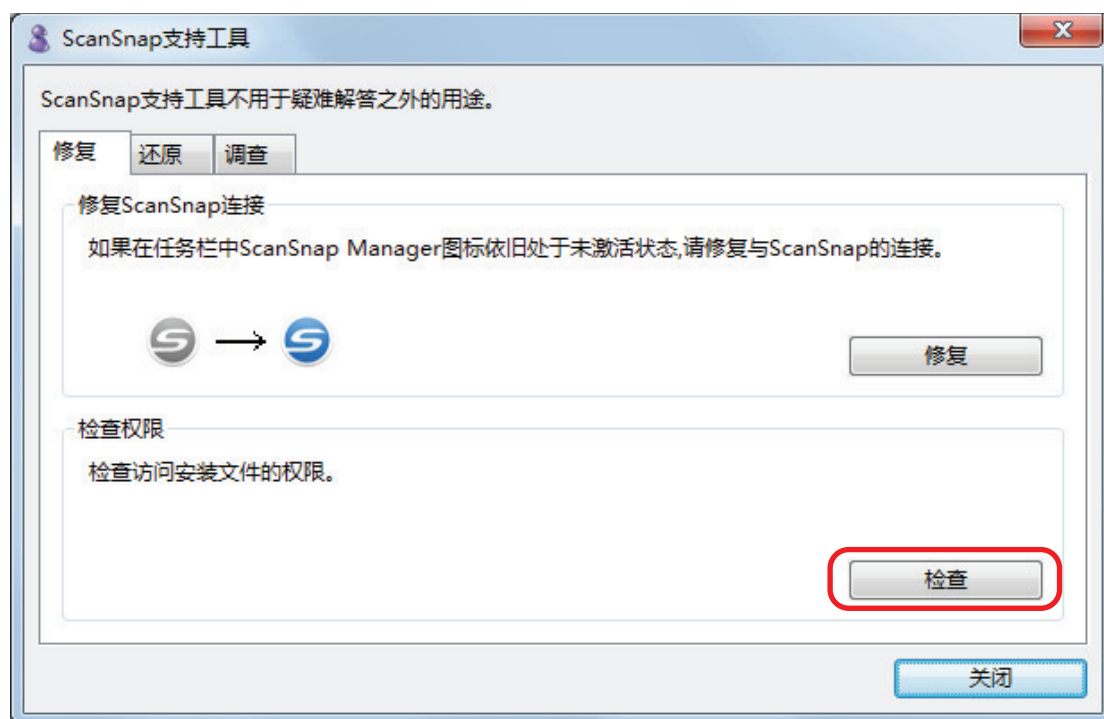 ScanSnap支持工具
ScanSnap支持工具不用于疑难解答之外的用途。
修复 还原 调查
修复ScanSnap连接
如果在任务栏中ScanSnap Manager图标依旧处于未激活状态,请修复与ScanSnap的连接。
修复
检查权限
检查访问安装文件的权限。
检查
关闭